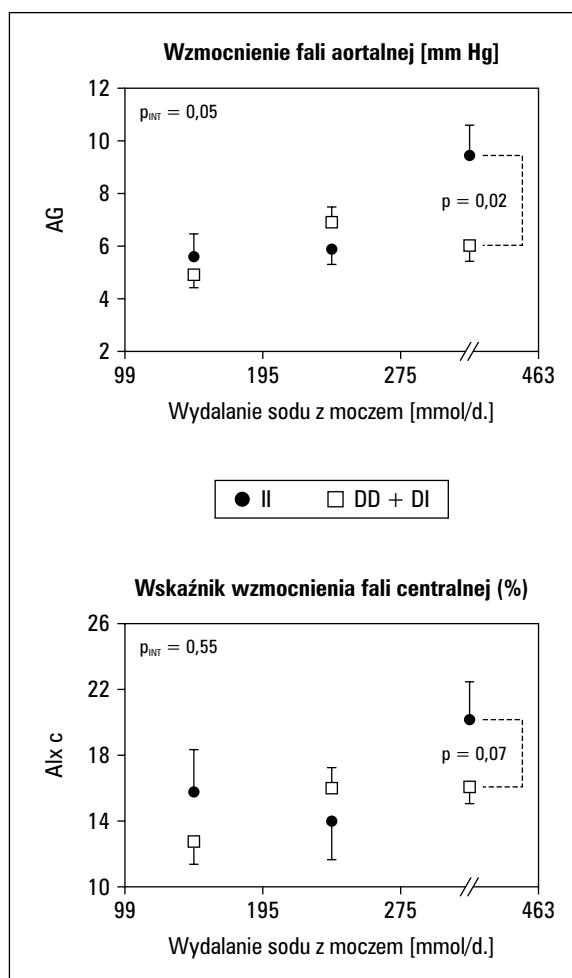 Wzmocnienie fali aortalnej [mm Hg]
12
10
8
6
4
2
AG
p INT = 0,05
p = 0,02
99 195 275 463
Wydalanie sodu z moczem [mmol/d.]
II DD + DI
Wskaźnik wzmocnienia fali centralnej (%)
26
22
18
14
10
AIx c
p INT = 0,55
p = 0,07
99 195 275 463
Wydalanie sodu z moczem [mmol/d.]